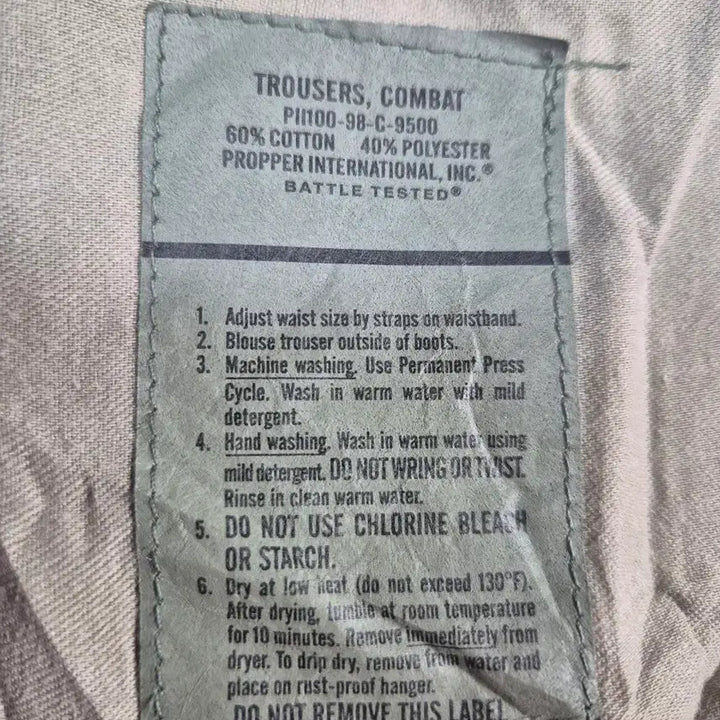 TROUSERS, COMBAT
PII100-98-C-9500
60% COTTON 40% POLYESTER
PROPPER INTERNATIONAL, INC.®
BATTLE TESTED®
1. Adjust waist size by straps on waistband.
2. Blouse trouser outside of boots.
3. Machine washing. Use Permanent Press
Cycle. Wash in warm water with mild
detergent.
4. Hand washing. Wash in warm water using
mild detergent. DO NOT WRING OR TWIST.
Rinse in clean warm water.
5. DO NOT USE CHLORINE BLEACH
OR STARCH.
6. Dry at low heat (do not exceed 130°F).
After drying, tumble at room temperature
for 10 minutes. Remove immediately from
dryer. To drip dry, remove from water and
place on rust-proof hanger.
DO NOT REMOVE THIS LABEL